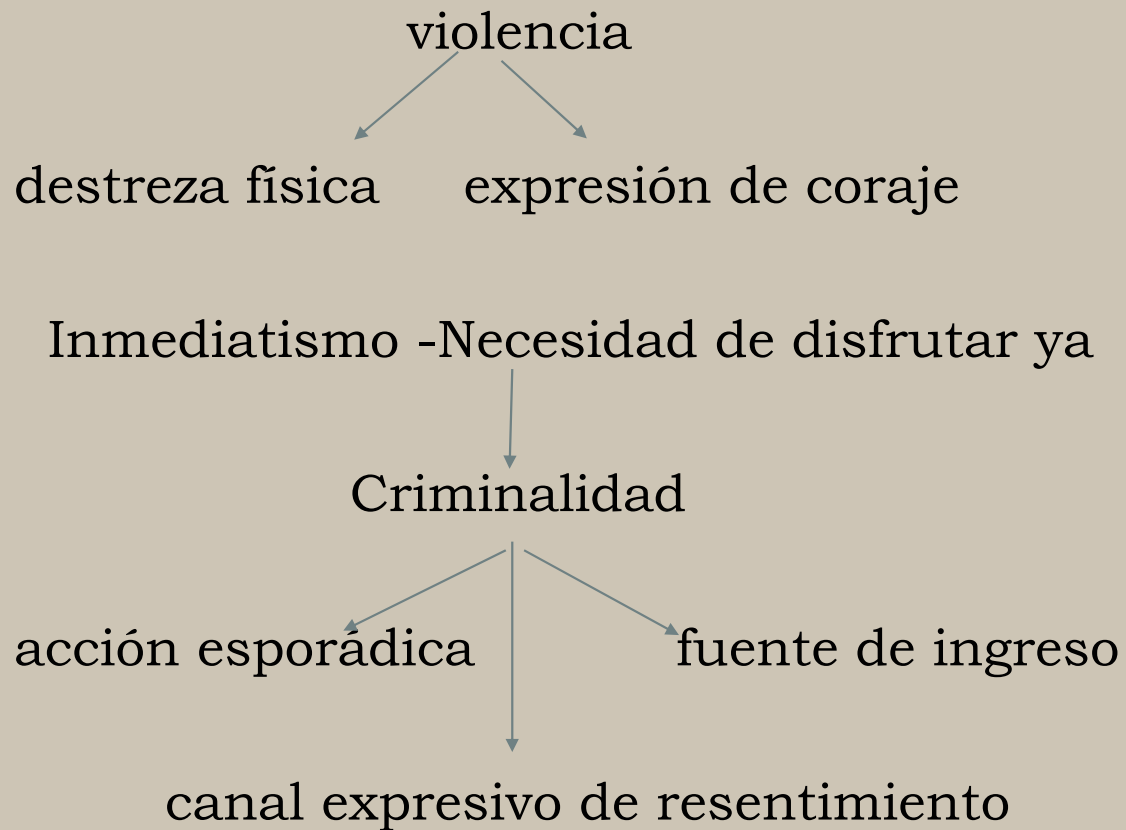 violencia
destreza física expresión de coraje
Inmediatismo -Necesidad de disfrutar ya
Criminalidad
acción esporádica fuente de ingreso
canal expresivo de resentimiento